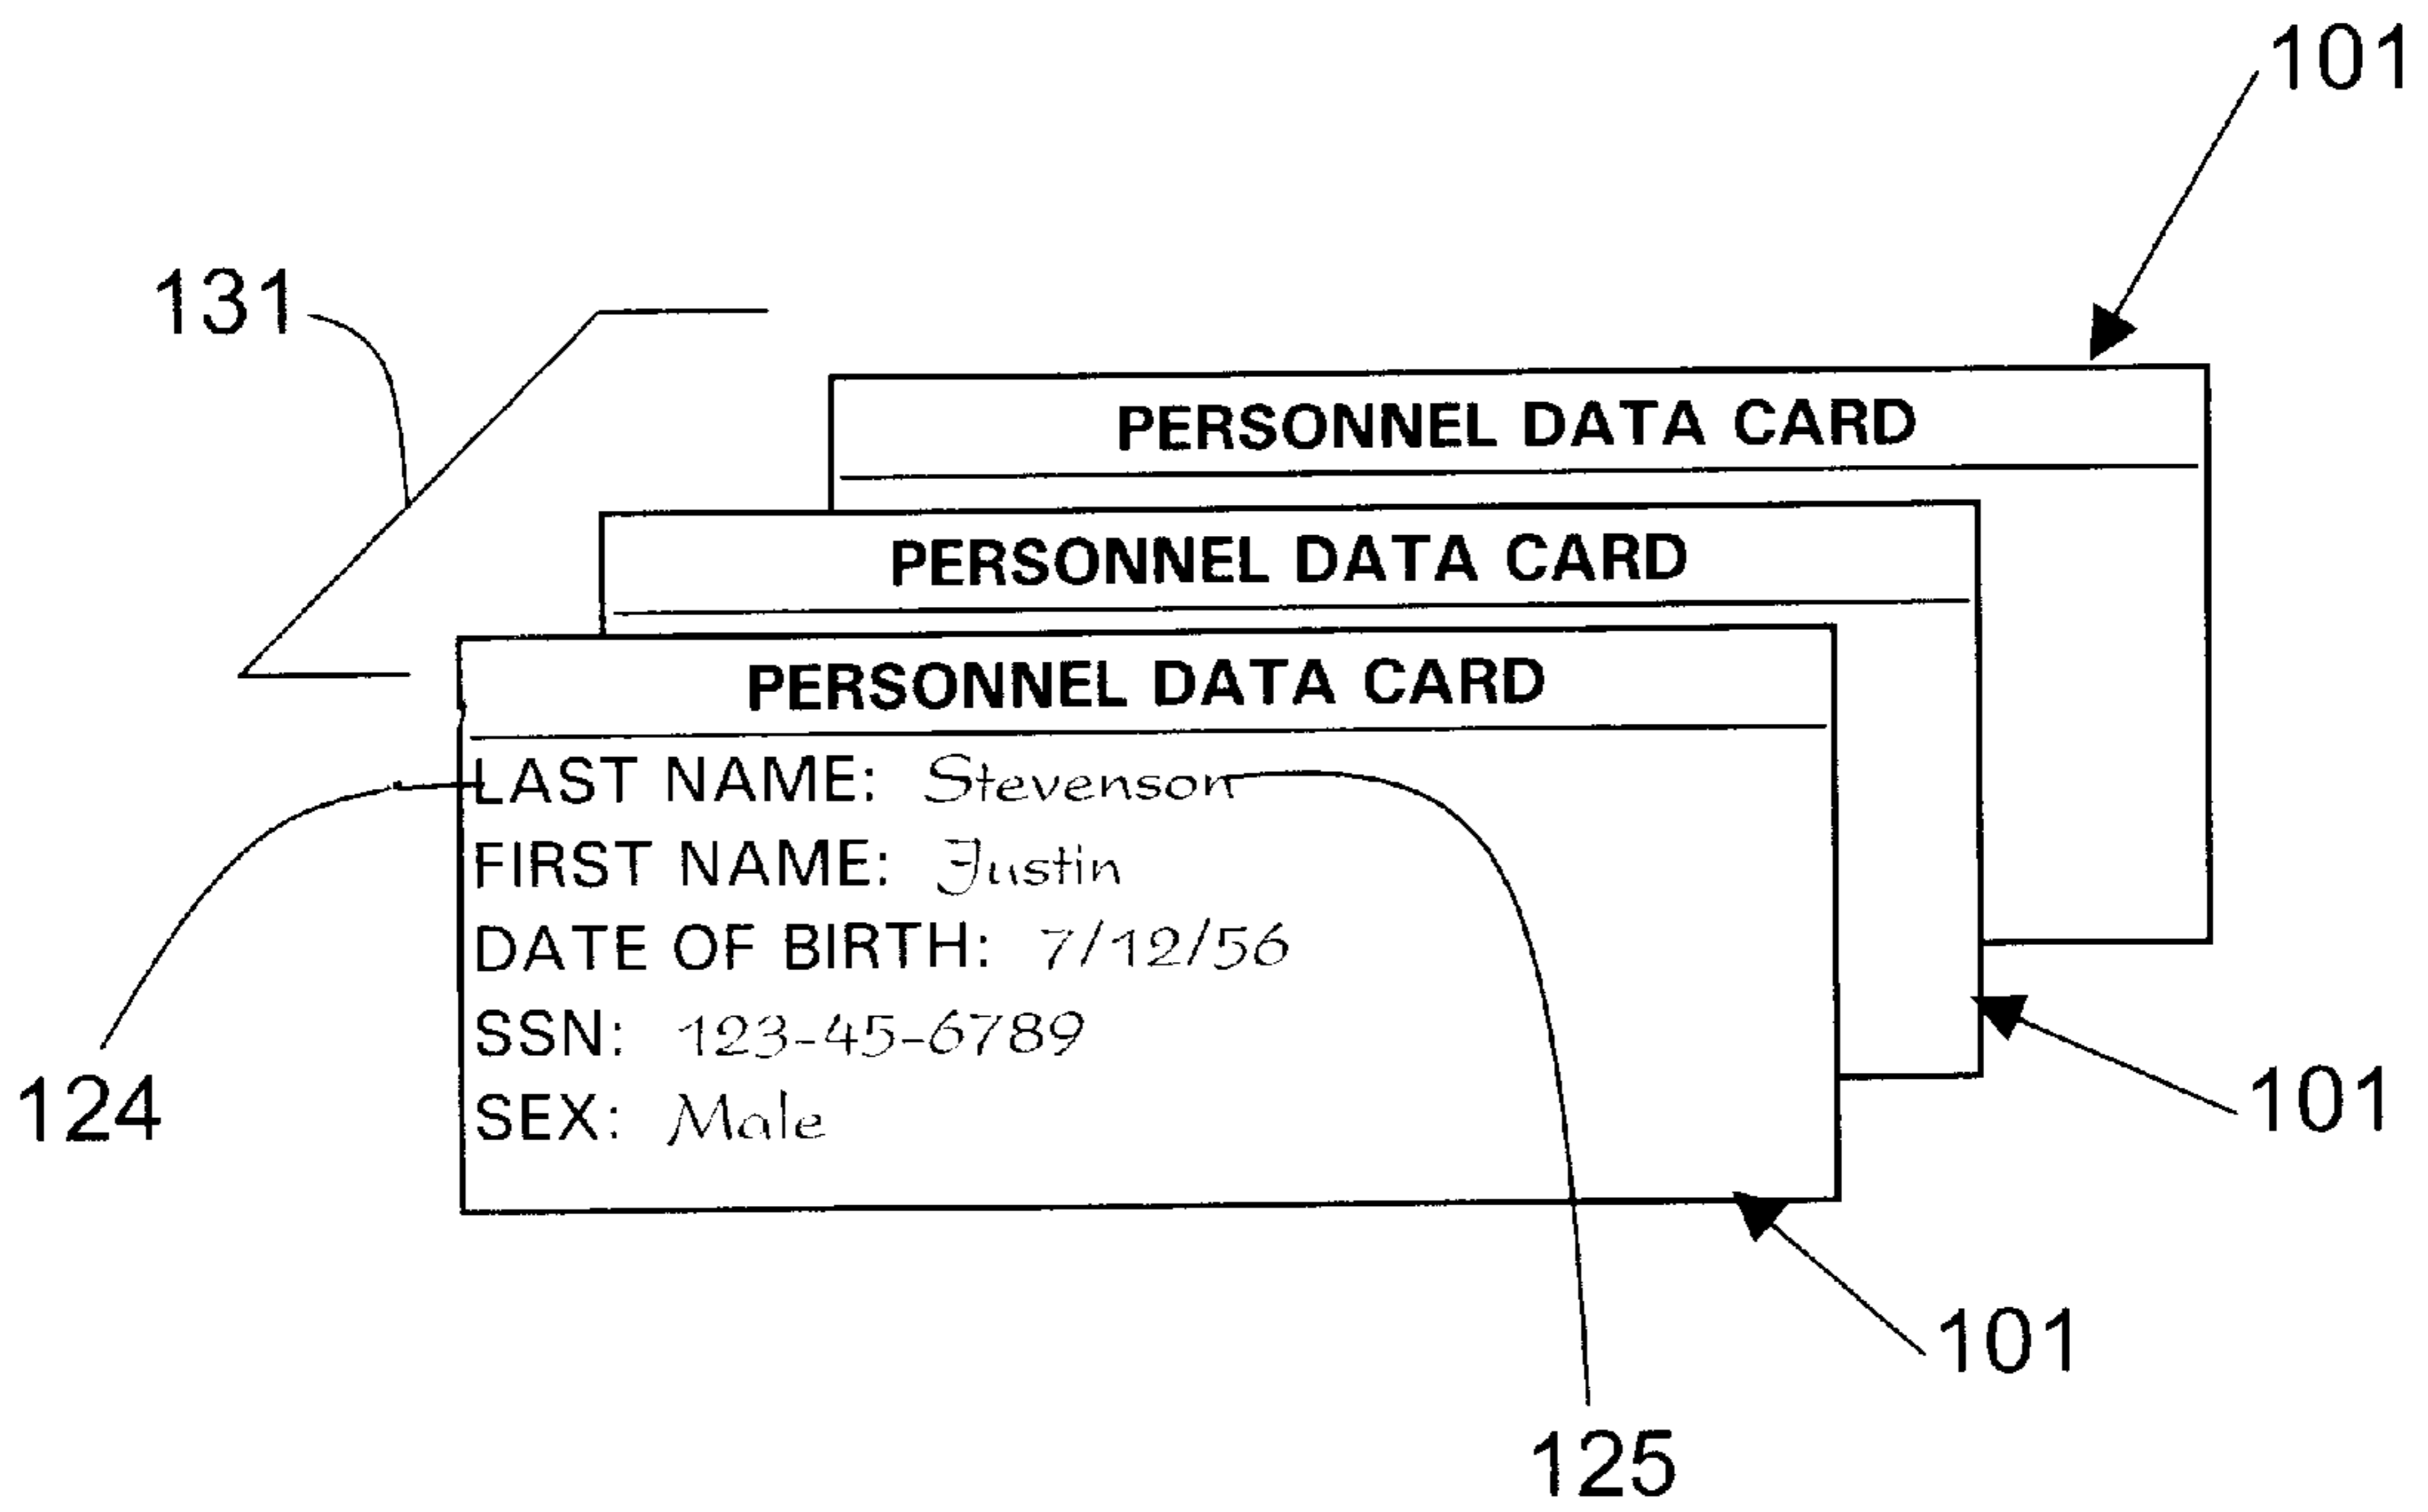 101
131
PERSONNEL DATA CARD
PERSONNEL DATA CARD
PERSONNEL DATA CARD
LAST NAME: Stevenson
FIRST NAME: Justin
DATE OF BIRTH: 7/12/56
SSN: 123-45-6789
SEX: Male
124
101
101
125